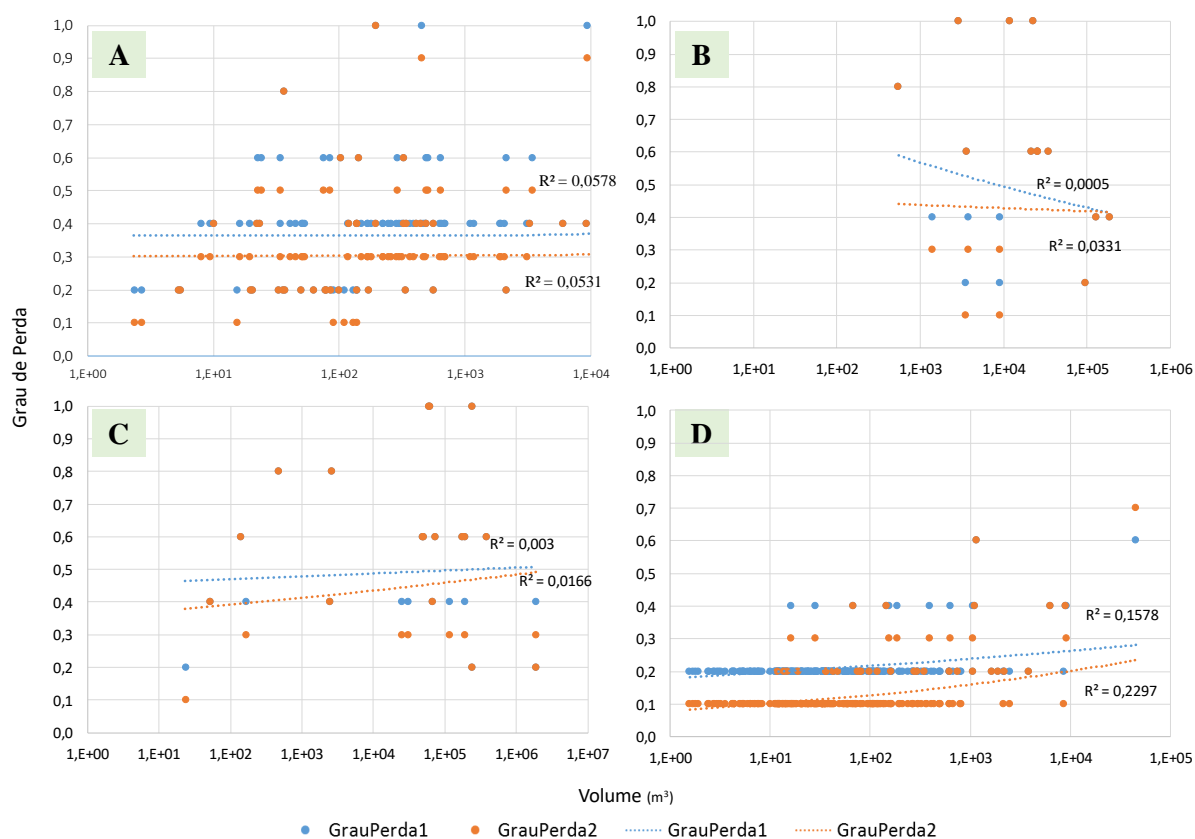 A
1,0
0,9
0,8
0,7
0,6
0,5
0,4
0,3
0,2
0,1
0,0
R² = 0,0578
R² = 0,0531
1,E+00 1,E+01 1,E+02 1,E+03 1,E+04
B
1,0
0,9
0,8
0,7
0,6
0,5
0,4
0,3
0,2
0,1
0,0
R² = 0,0005
R² = 0,0331
1,E+00 1,E+01 1,E+02 1,E+03 1,E+04 1,E+05 1,E+06
Grau de Perda
C
1,0
0,9
0,8
0,7
0,6
0,5
0,4
0,3
0,2
0,1
0,0
R² = 0,003
R² = 0,0166
1,E+00 1,E+01 1,E+02 1,E+03 1,E+04 1,E+05 1,E+06 1,E+07
D
1,0
0,9
0,8
0,7
0,6
0,5
0,4
0,3
0,2
0,1
0,0
R² = 0,1578
R² = 0,2297
1,E+00 1,E+01 1,E+02 1,E+03 1,E+04 1,E+05
Volume (m³)
GrauPerda1 GrauPerda2 GrauPerda1 GrauPerda2